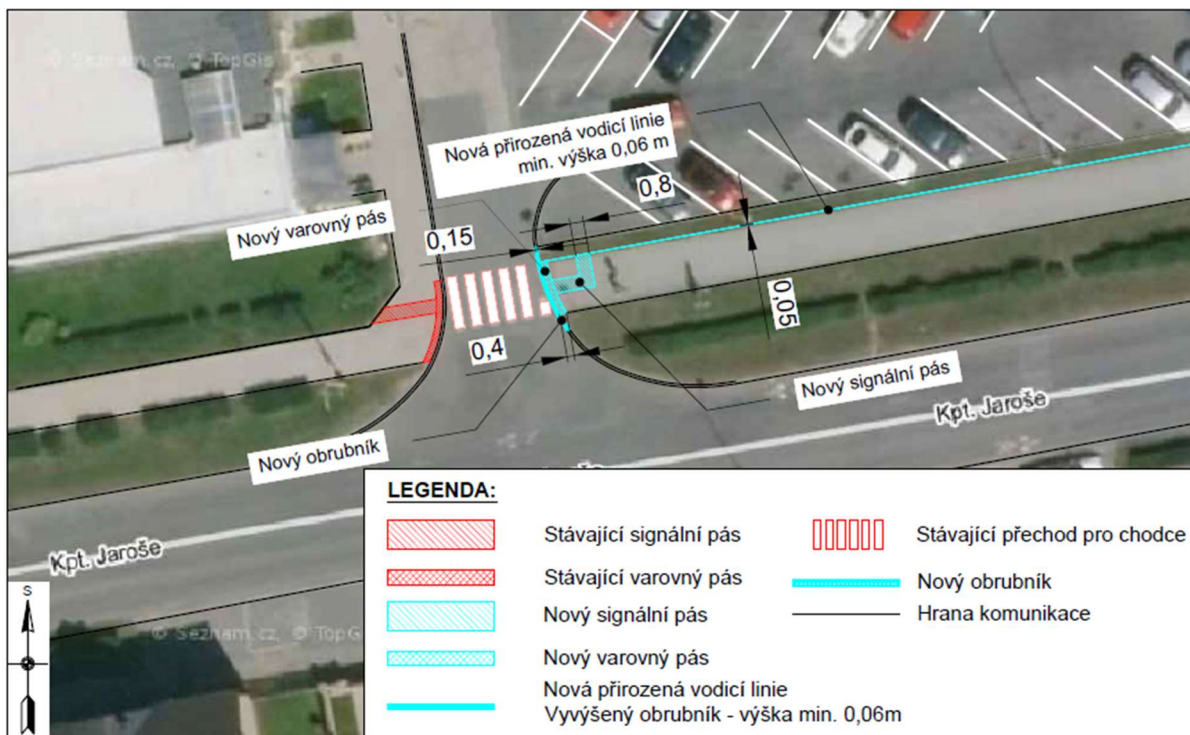 © Seznam.cz, © TopGis
Nová přirozená vodicí linie
min. výška 0,06 m
0,8
Nový varovný pás
0,15
0,05
0,4
Nový signální pás
Kpt. Jaroše
Nový obrubník
Kpt. Jaroše
LEGENDA:
Stávající signální pás
Stávající přechod pro chodce
Stávající varovný pás
Nový obrubník
Nový signální pás
Hrana komunikace
Nový varovný pás
Nová přirozená vodicí linie
Vyvýšený obrubník - výška min. 0,06m
S
© Seznam.cz, © TopG